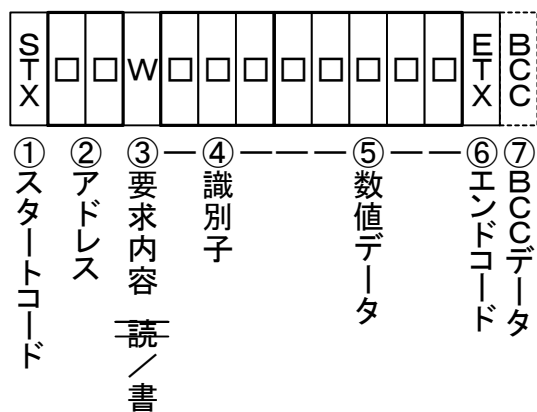 STX □ □ W □ □ □ □ □ □ □ □ ETX BCC
① ② ③ ④ ⑤ ⑥ ⑦
スタートコード
アドレス
要求内容 読／書
識別子
数値データ
エンドコード
BCCデータ